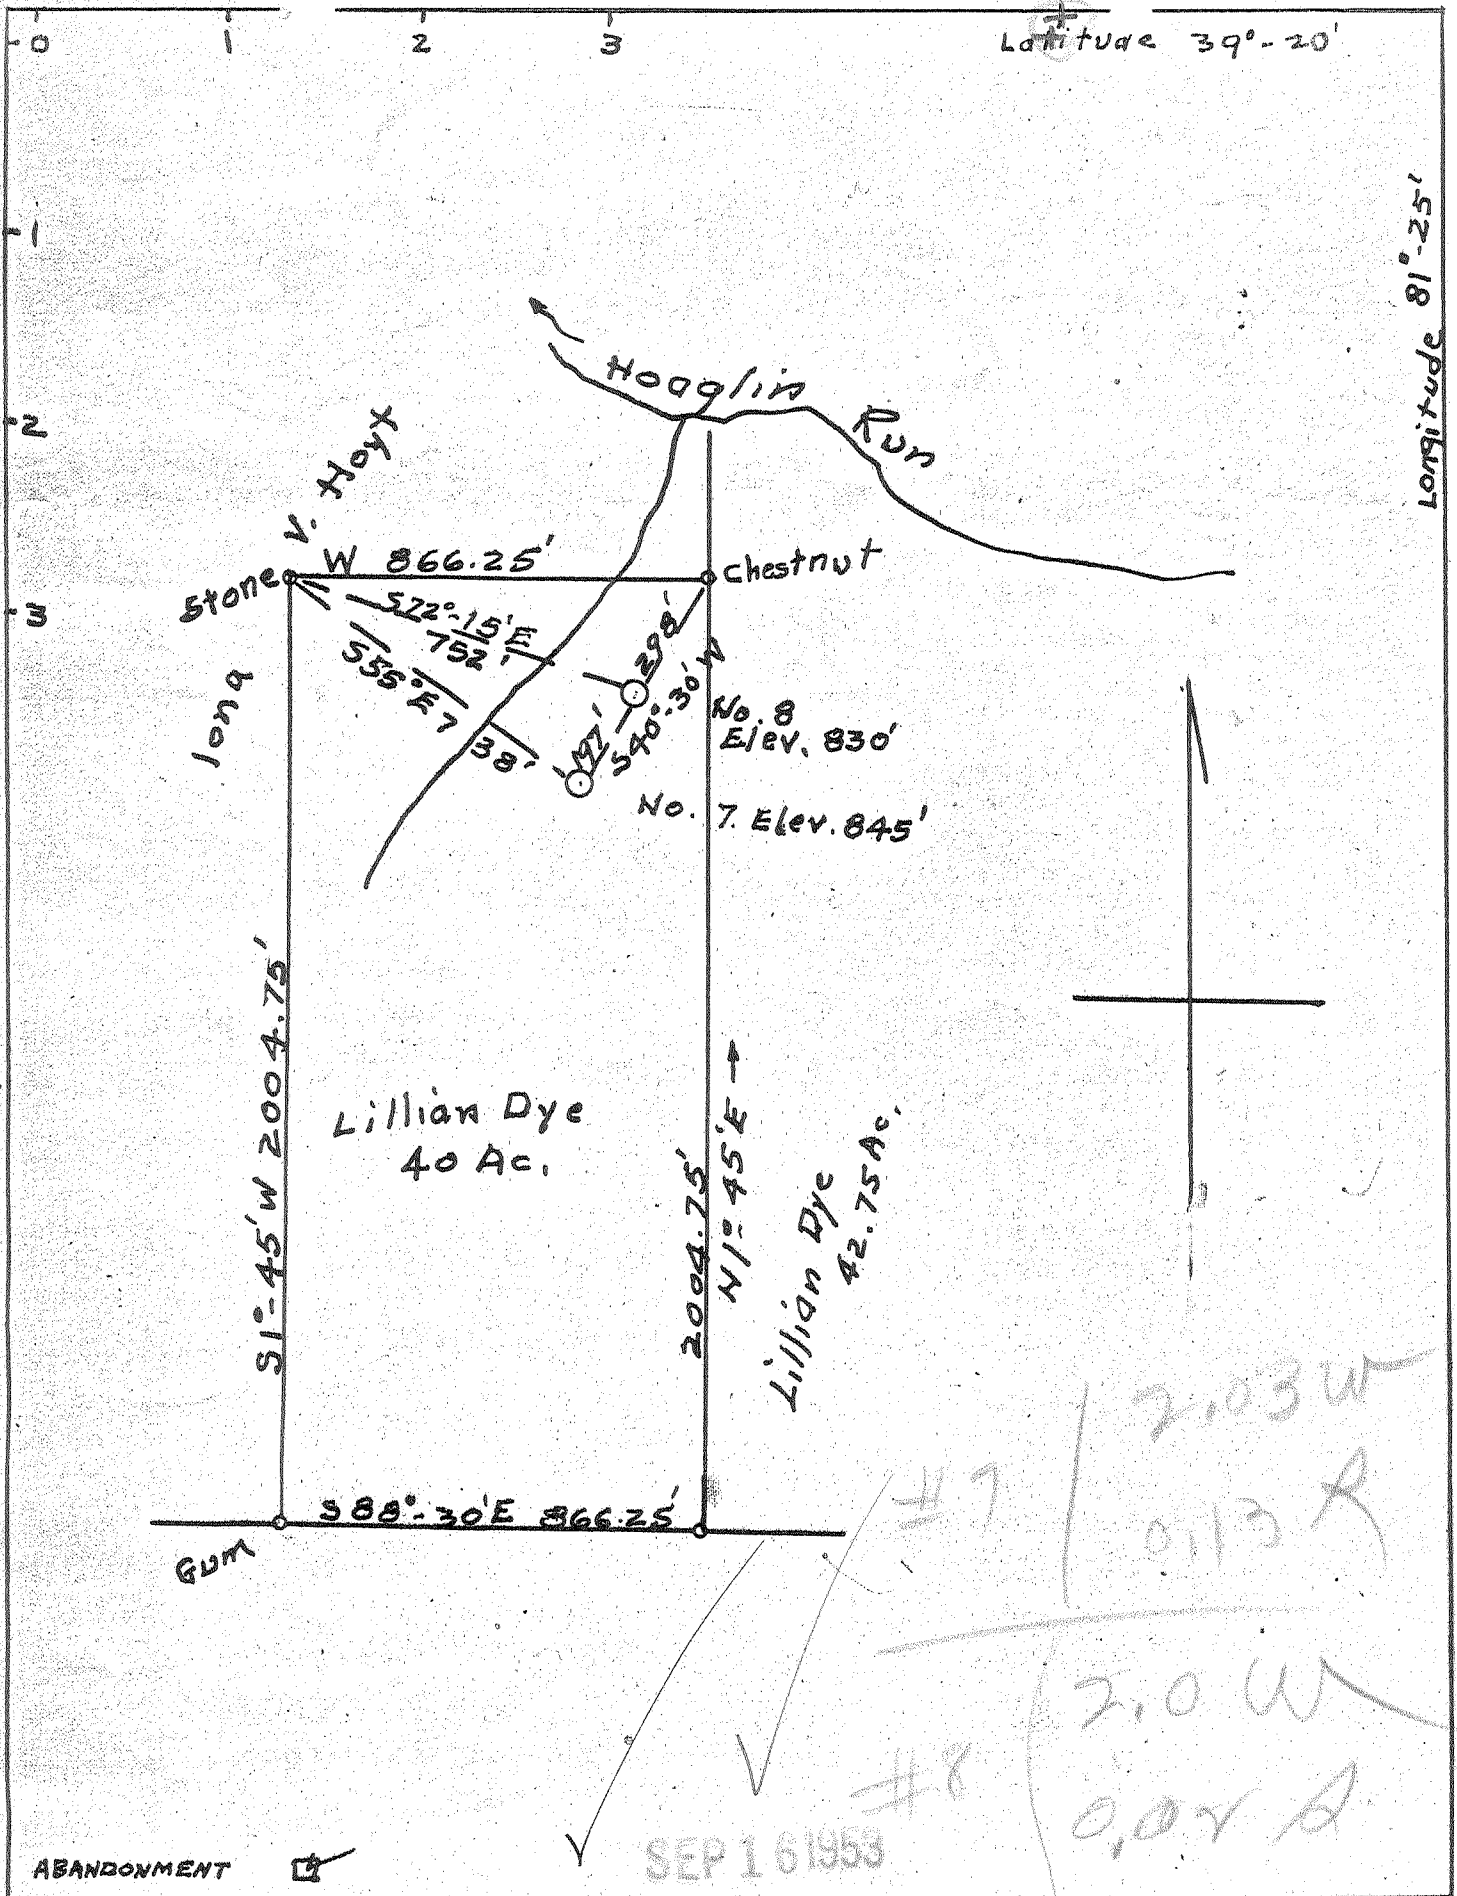 0 1 2 3
Latitude 39°-20'
Longitude 81°-25'
1
2
3
Hoaglin
Run
V. Hoyt
W 866.25'
Stone
Chestnut
S72°-15'E
752'
S55°E 738'
298'
S40°-30'W
197'
No. 8
Elev. 830'
No. 7. Elev. 845'
long
S1°-45'W 2004.75'
Lillian Dye
40 Ac.
2004.75'
N1°-45'E →
Lillian Dye
42.75 Ac.
S88°-30'E 866.25'
Gum
#7
2.03 W
0.13
#8
2.0 W
SEP 16 1953
ABANDONMENT